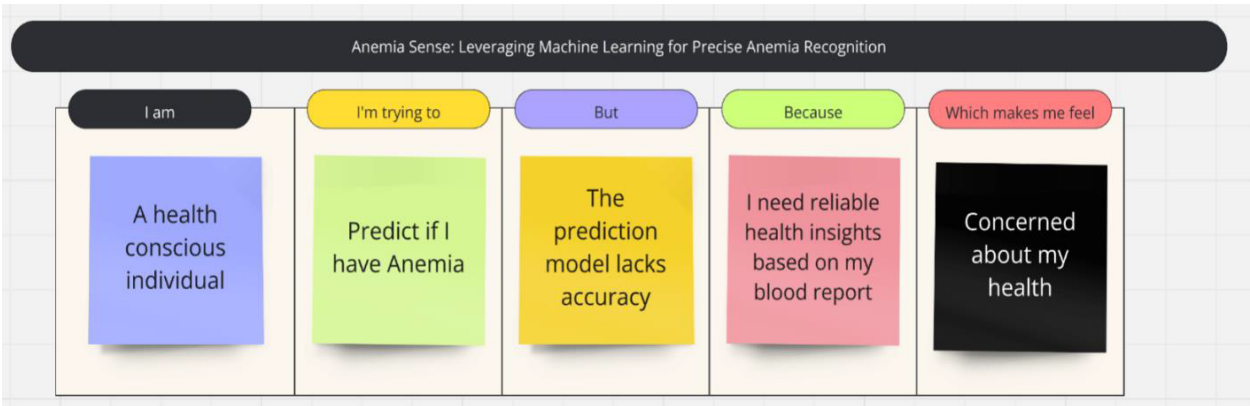 Anemia Sense: Leveraging Machine Learning for Precise Anemia Recognition
I am
I'm trying to
But
Because
Which makes me feel
A health
conscious
individual
Predict if I
have Anemia
The
prediction
model lacks
accuracy
I need reliable
health insights
based on my
blood report
Concerned
about my
health